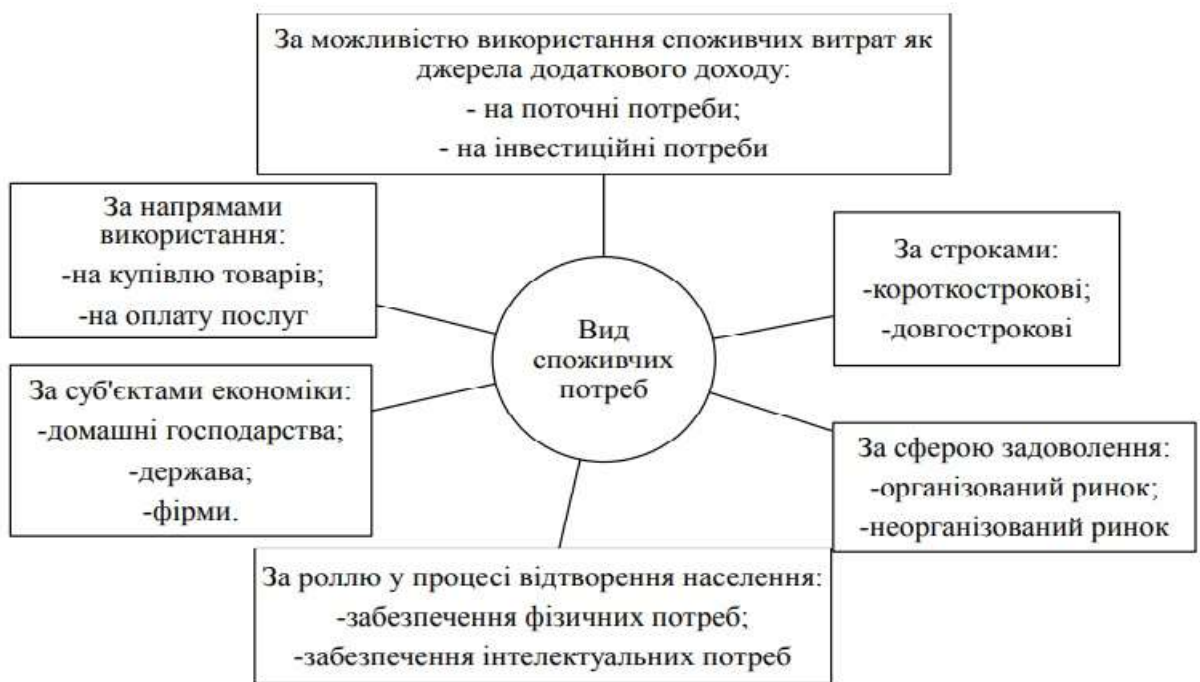 За можливістю використання споживчих витрат як
джерела додаткового доходу:
- на поточні потреби;
- на інвестиційні потреби
За напрямами
використання:
-на купівлю товарів;
-на оплату послуг
За строками:
-короткострокові;
-довгострокові
Вид
споживчих
потреб
За суб'єктами економіки:
-домашні господарства;
-держава;
-фірми.
За сферою задоволення:
-організований ринок;
-неорганізований ринок
За роллю у процесі відтворення населення:
-забезпечення фізичних потреб;
-забезпечення інтелектуальних потреб